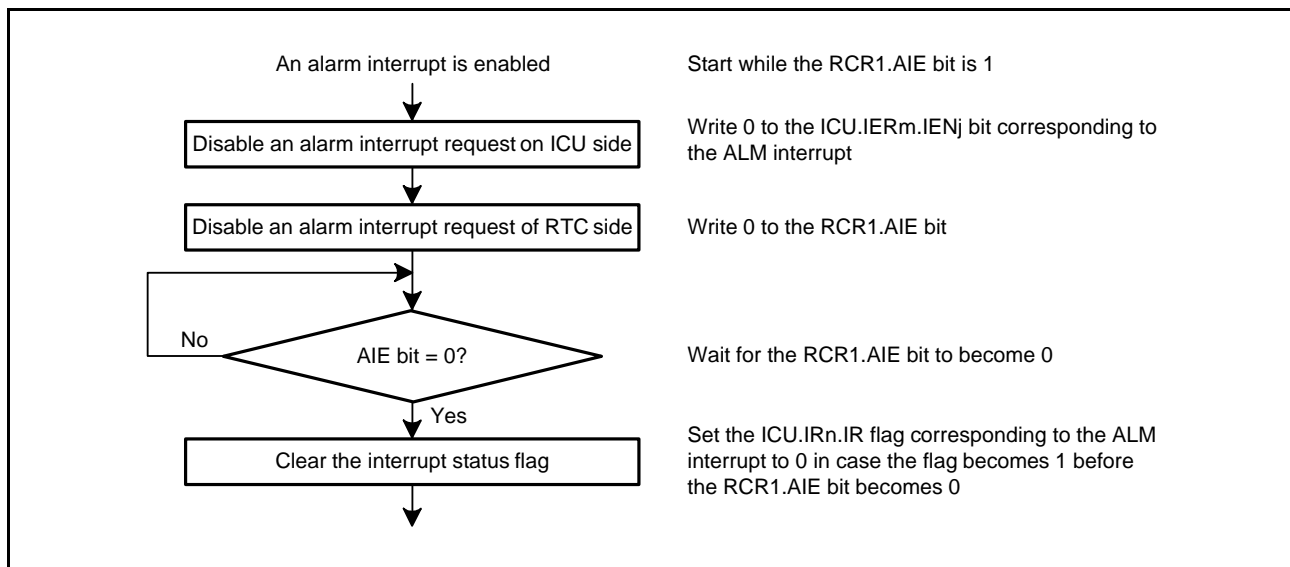 An alarm interrupt is enabled
Start while the RCR1.AIE bit is 1
Disable an alarm interrupt request on ICU side
Write 0 to the ICU.IERm.IENj bit corresponding to
the ALM interrupt
Disable an alarm interrupt request of RTC side
Write 0 to the RCR1.AIE bit
No
AIE bit = 0?
Wait for the RCR1.AIE bit to become 0
Yes
Clear the interrupt status flag
Set the ICU.IRn.IR flag corresponding to the ALM
interrupt to 0 in case the flag becomes 1 before
the RCR1.AIE bit becomes 0